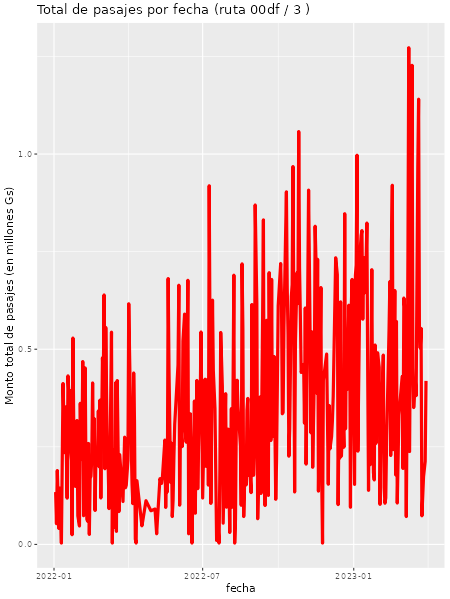 Total de pasajes por fecha (ruta 00df / 3 )
Monto total de pasajes (en millones Gs)
1.0
0.5
0.0
2022-01
2022-07
2023-01
fecha